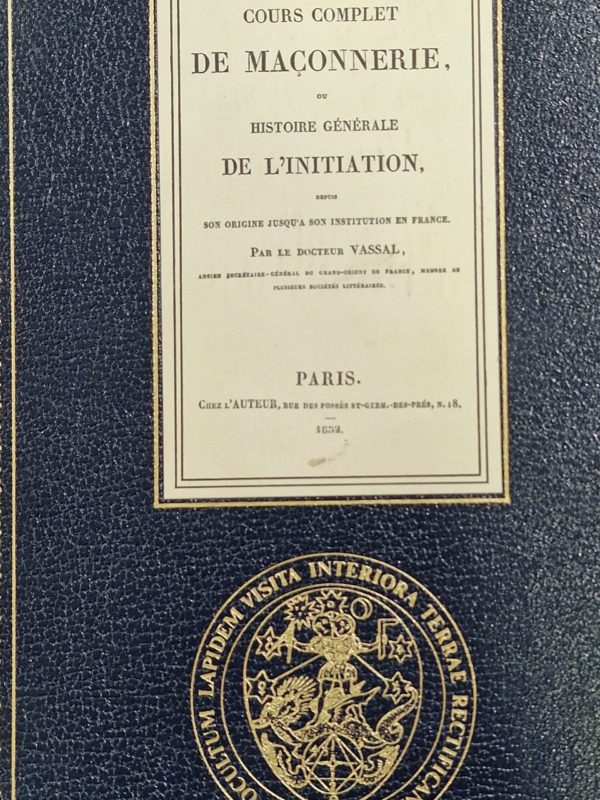 COURS COMPLET
DE MAÇONNERIE,
OU
HISTOIRE GÉNÉRALE
DE L'INITIATION,
DEPUIS
SON ORIGINE JUSQU'A SON INSTITUTION EN FRANCE.
PAR LE DOCTEUR VASSAL,
ANCIEN SECRÉTAIRE-GÉNÉRAL DU GRAND-ORIENT DE FRANCE, MEMBRE DE
PLUSIEURS SOCIÉTÉS LITTÉRAIRES.
PARIS.
CHEZ L'AUTEUR, RUE DES FOSSÉS ST-GERM.-DES-PRÉS, N. 18.
1832.
OCULTUM LAPIDEM VISITA INTERIORA TERRAE RECTIFICAN